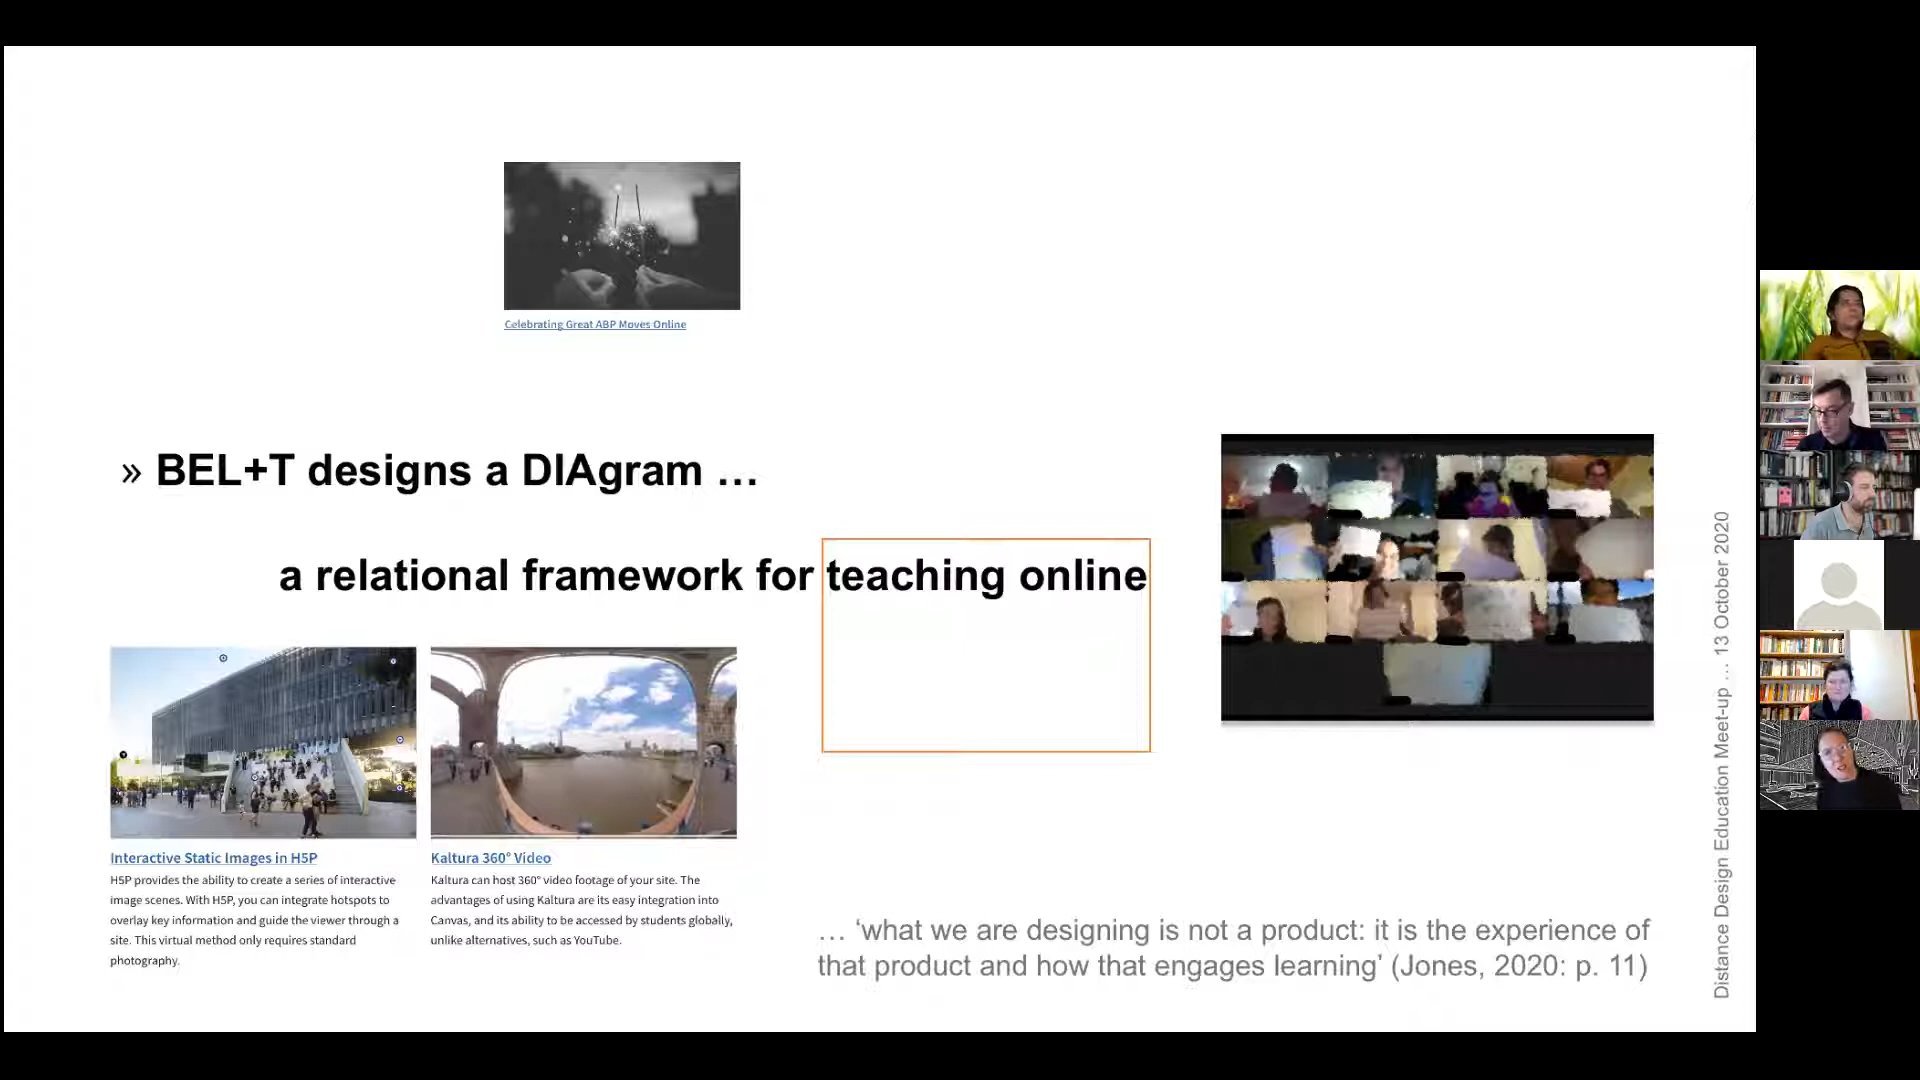 Celebrating Great ABP Moves Online
» BEL+T designs a DIAgram …
a relational framework for teaching online
Interactive Static Images in H5P
H5P provides the ability to create a series of interactive
image scenes. With H5P, you can integrate hotspots to
overlay key information and guide the viewer through a
site. This virtual method only requires standard
photography.
Kaltura 360° Video
Kaltura can host 360° video footage of your site. The
advantages of using Kaltura are its easy integration into
Canvas, and its ability to be accessed by students globally,
unlike alternatives, such as YouTube.
… ‘what we are designing is not a product: it is the experience of
that product and how that engages learning’ (Jones, 2020: p. 11)
Distance Design Education Meet-up … 13 October 2020